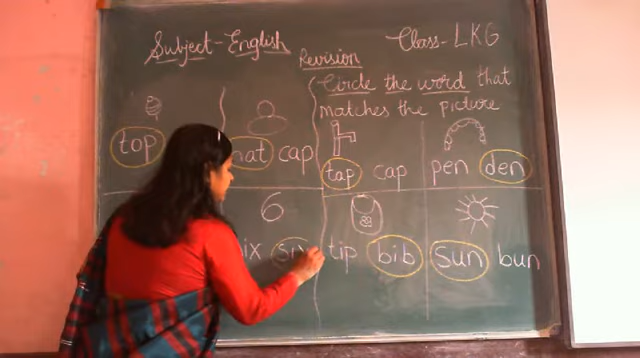 Subject-English
Class-LKG
Revision
Circle the word that
matches the picture
top
hat cap
tap cap
pen den
6
six
tip bib
sun bun